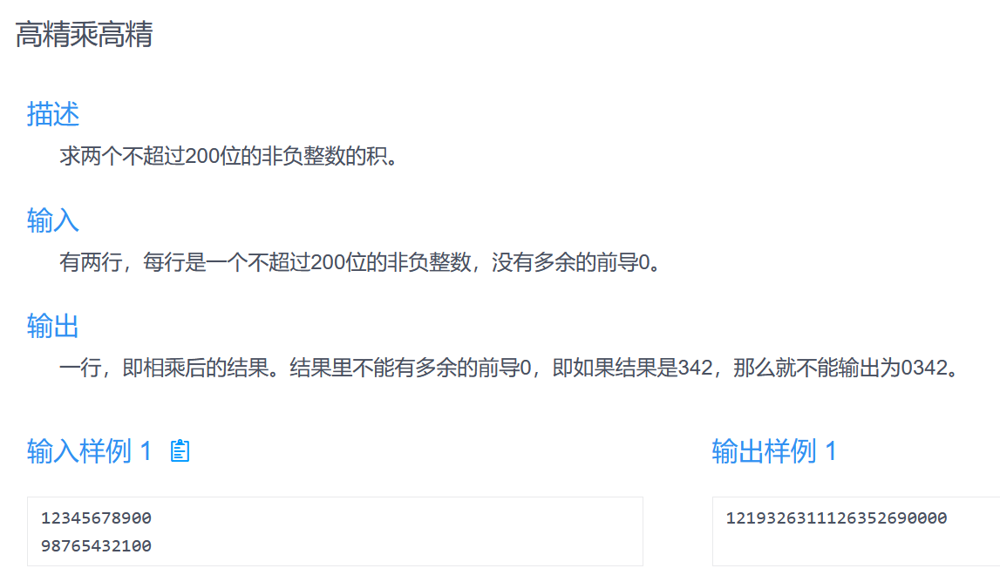 高精乘高精
描述
求两个不超过200位的非负整数的积。
输入
有两行，每行是一个不超过200位的非负整数，没有多余的前导0。
输出
一行，即相乘后的结果。结果里不能有多余的前导0，即如果结果是342，那么就不能输出为0342。
输入样例 1
12345678900
98765432100
输出样例 1
1219326311126352690000